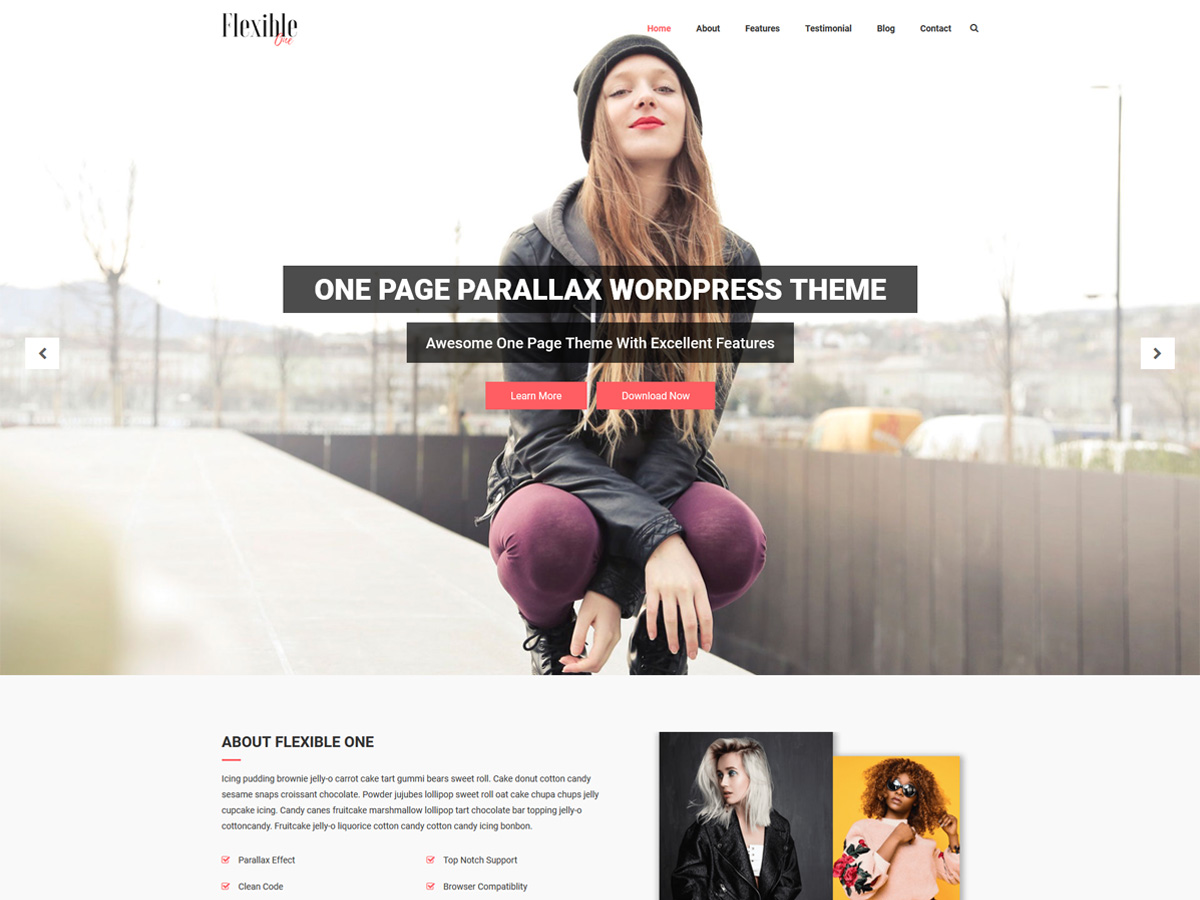 Flexible
One
Home About Features Testimonial Blog Contact
ONE PAGE PARALLAX WORDPRESS THEME
Awesome One Page Theme With Excellent Features
Learn More Download Now
ABOUT FLEXIBLE ONE
Icing pudding brownie jelly-o carrot cake tart gummi bears sweet roll. Cake donut cotton candy
sesame snaps croissant chocolate. Powder jujubes lollipop sweet roll oat cake chupa chups jelly
cupcake icing. Candy canes fruitcake marshmallow lollipop tart chocolate bar topping jelly-o
cottoncandy. Fruitcake jelly-o liquorice cotton candy cotton candy icing bonbon.
Parallax Effect Top Notch Support
Clean Code Browser Compatiblity